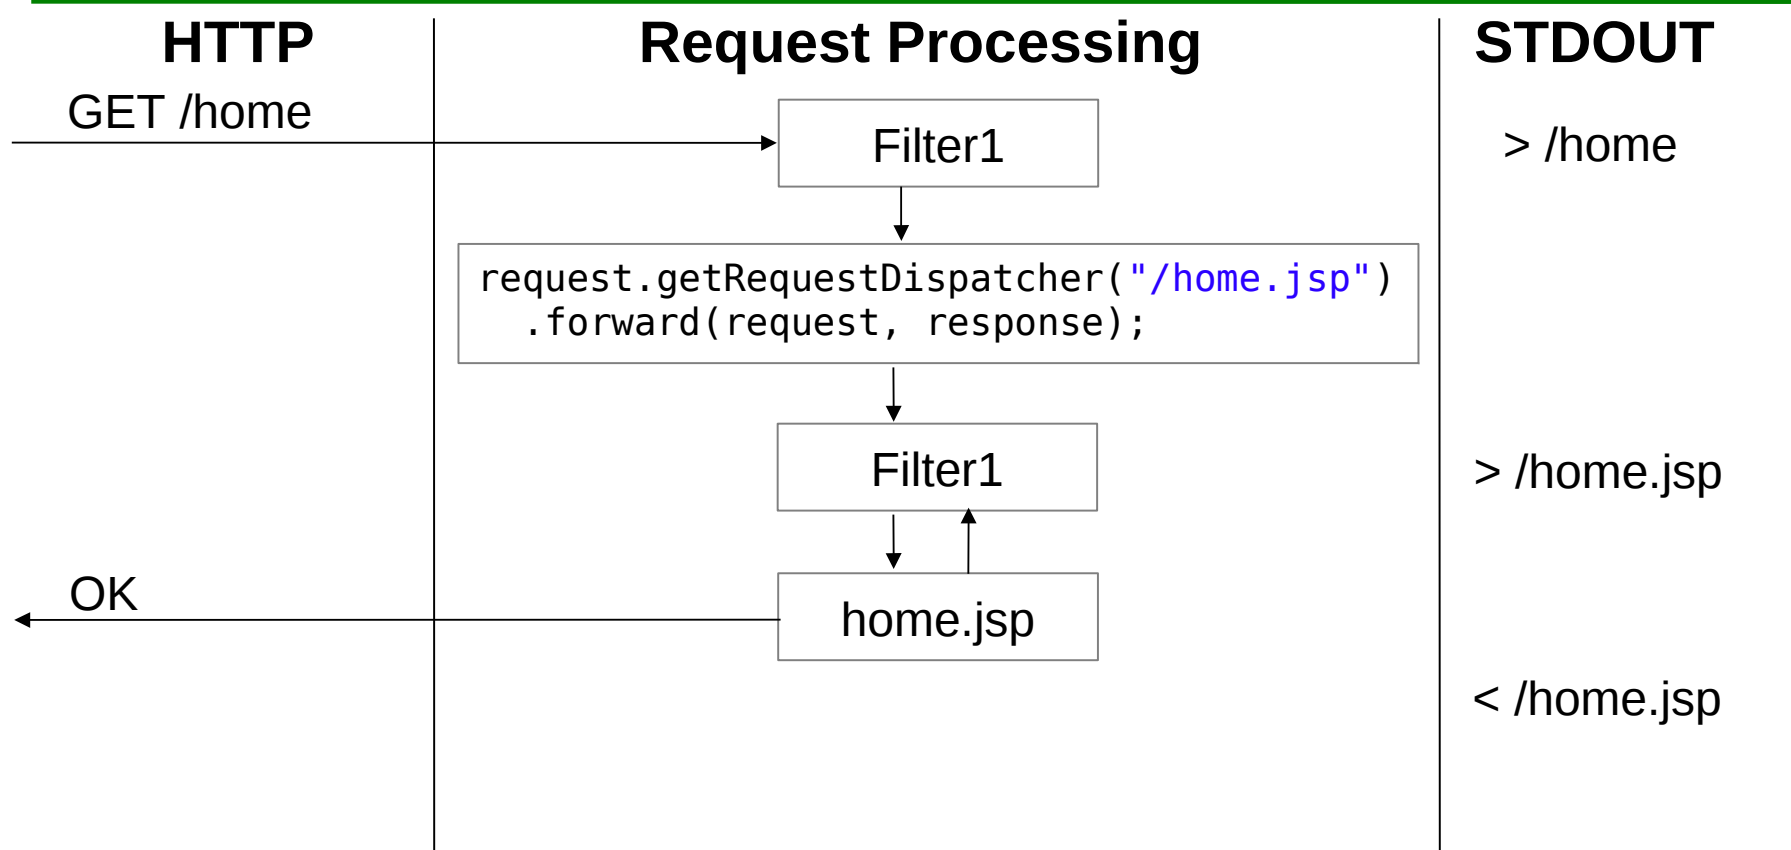 HTTP
Request Processing
STDOUT
GET /home
Filter1
> /home
request.getRequestDispatcher("/home.jsp")
.forward(request, response);
Filter1
> /home.jsp
OK
home.jsp
< /home.jsp